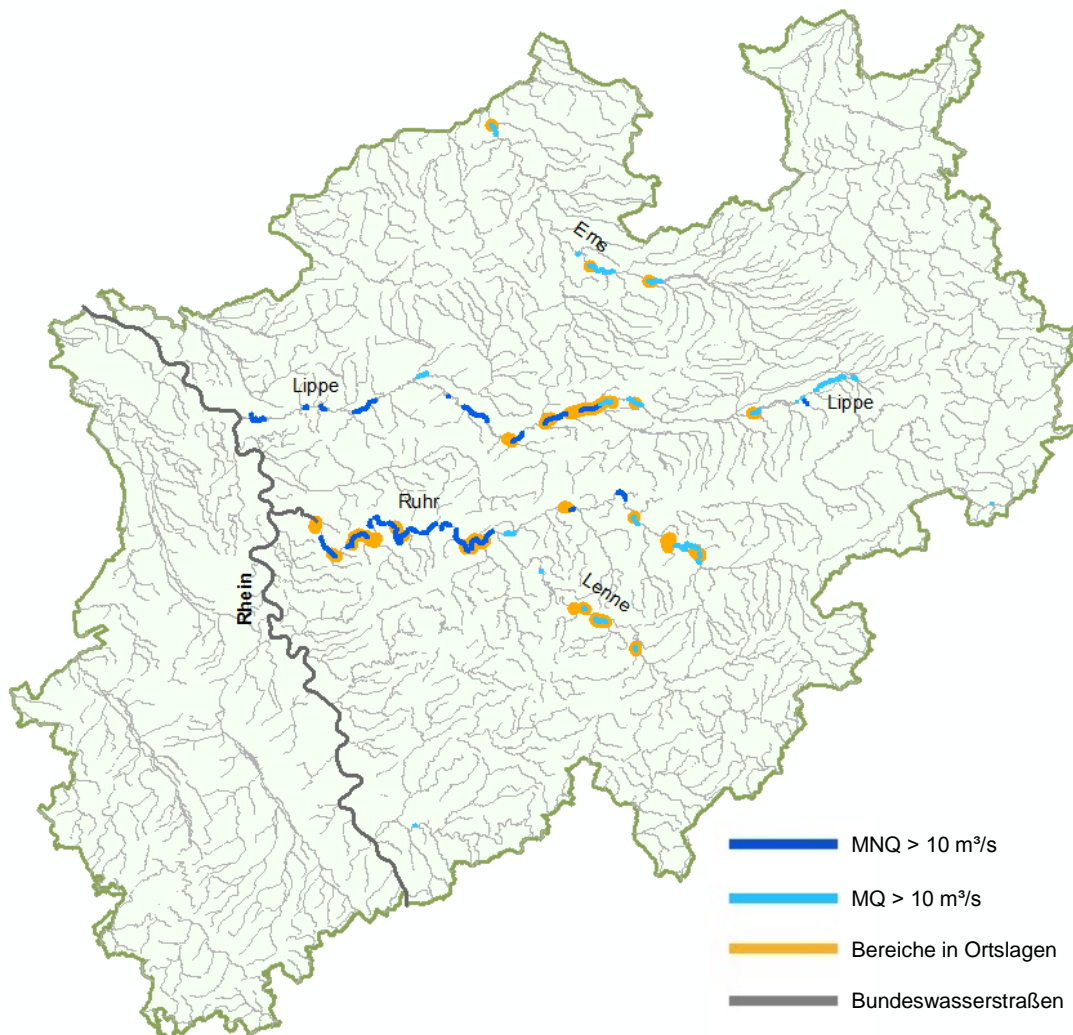 Ems
Lippe
Lippe
Ruhr
Lenne
Rhein
MNQ > 10 m³/s
MQ > 10 m³/s
Bereiche in Ortslagen
Bundeswasserstraßen